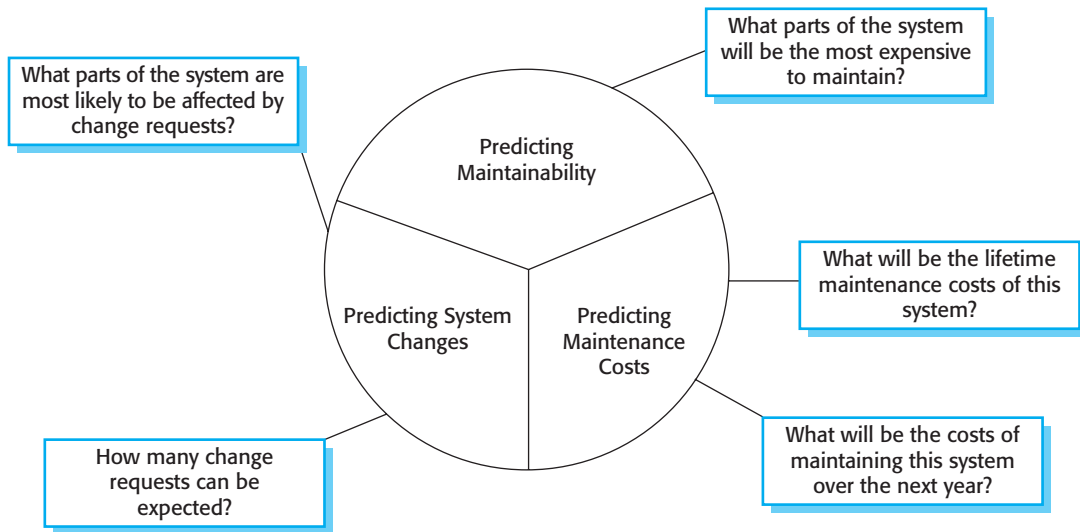 What parts of the system
will be the most expensive
to maintain?
What parts of the system are
most likely to be affected by
change requests?
Predicting
Maintainability
What will be the lifetime
maintenance costs of this
system?
Predicting System
Changes
Predicting
Maintenance
Costs
What will be the costs of
maintaining this system
over the next year?
How many change
requests can be
expected?